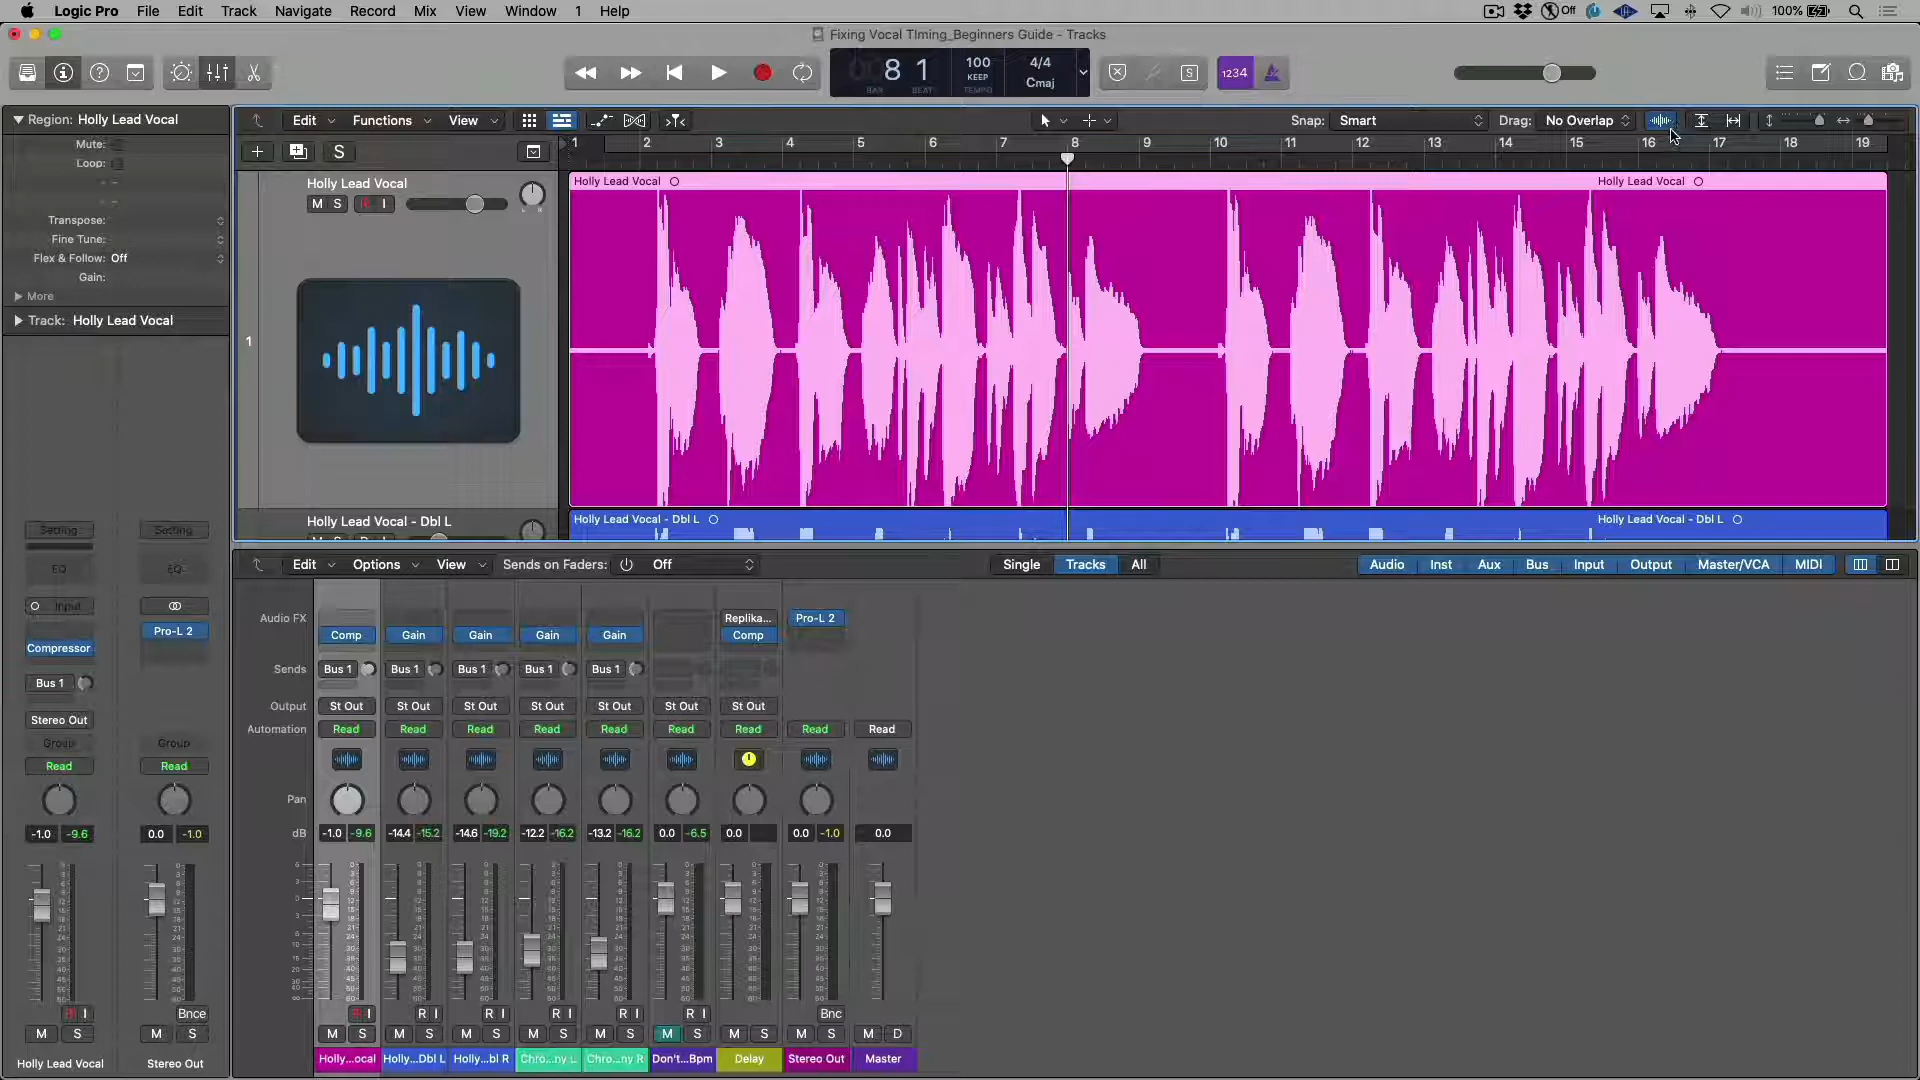 Logic Pro File Edit Track Navigate Record Mix View Window 1 Help Off 100%
Fixing Vocal TIming_Beginners Guide - Tracks
8 1 100 4/4
KEEP Cmaj
BAR BEAT TEMPO
S 1234
Region: Holly Lead Vocal
Mute:
Loop:
Transpose:
Fine Tune:
Flex & Follow: Off
Gain:
More
Track: Holly Lead Vocal
Edit Functions View Snap: Smart Drag: No Overlap
S 1 2 3 4 5 6 7 8 9 10 11 12 13 14 15 16 17 18 19
Holly Lead Vocal
M S R I
1
Holly Lead Vocal Holly Lead Vocal
Holly Lead Vocal - Dbl L
Holly Lead Vocal - Dbl L Holly Lead Vocal - Dbl L
Edit Options View Sends on Faders: Off Single Tracks All Audio Inst Aux Bus Input Output Master/VCA MIDI
Setting Setting
EQ EQ
Input
Pro-L 2
Compressor
Bus 1
Stereo Out
Group Group
Read Read
-1.0 -9.6 0.0 -1.0
R I Bnce
M S M S
Holly Lead Vocal Stereo Out
Audio FX Replika... Pro-L 2
Comp Gain Gain Gain Gain Comp
Sends Bus 1 Bus 1 Bus 1 Bus 1 Bus 1
Output St Out St Out St Out St Out St Out St Out St Out
Automation Read Read Read Read Read Read Read Read Read
Pan
dB -1.0 -9.6 -14.4 -15.2 -14.6 -19.2 -12.2 -16.2 -13.2 -16.2 0.0 -6.5 0.0 0.0 -1.0 0.0
R I R I R I R I R I R I Bnc
M S M S M S M S M S M S M S M S M D
Holly...ocal Holly...Dbl L Holly...bl R Chro...ny L Chro...ny R Don't...Bpm Delay Stereo Out Master